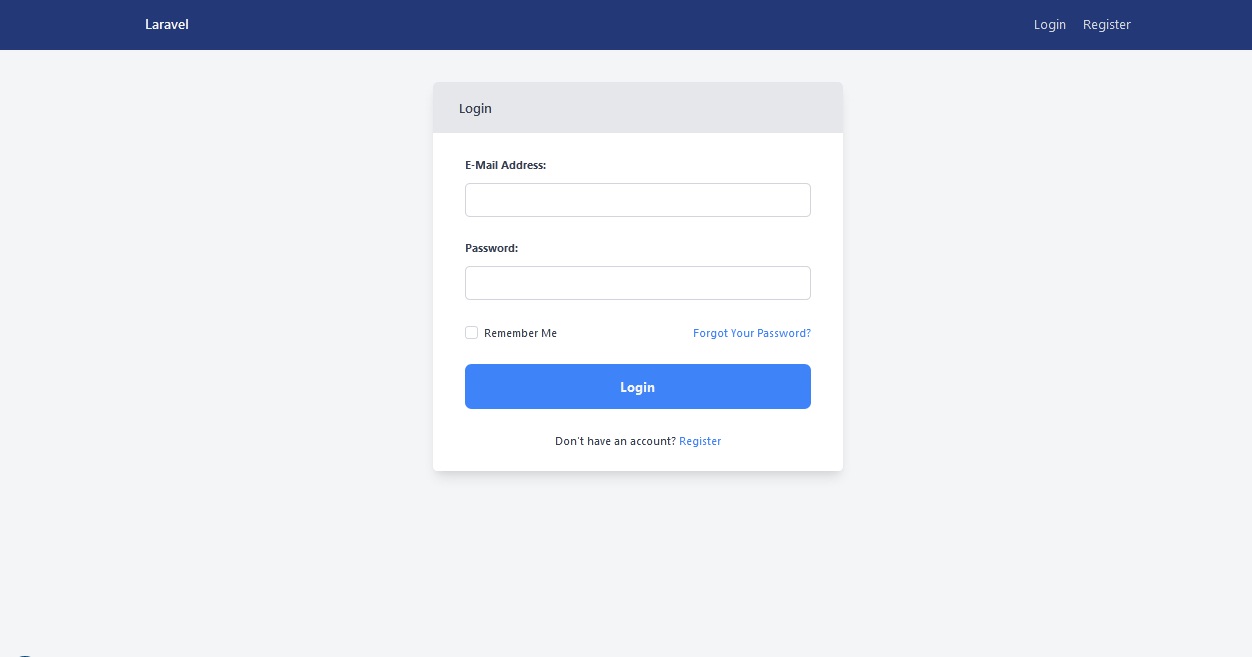 Laravel
Login Register
Login
E-Mail Address:
Password:
Remember Me Forgot Your Password?
Login
Don't have an account? Register